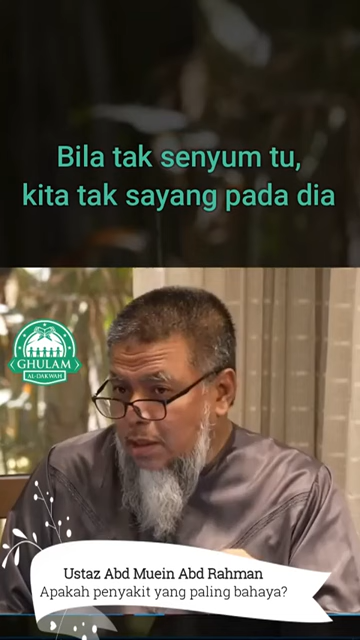 Bila tak senyum tu,
kita tak sayang pada dia
GHULAM
AL-DAKWAH
Ustaz Abd Muein Abd Rahman
Apakah penyakit yang paling bahaya?